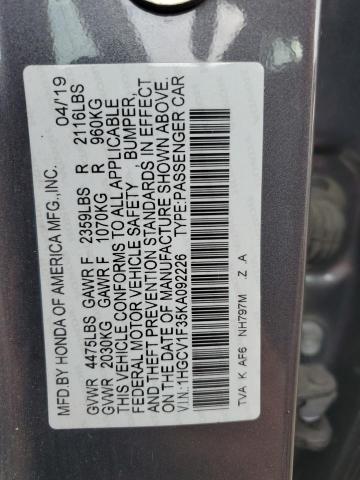 MFD.BY HONDA OF AMERICA MFG.,INC. 04/19
GVWR 4475LBS GAWR F 2359LBS R 2116LBS
GVWR 2030KG GAWR F 1070KG R 960KG
THIS VEHICLE CONFORMS TO ALL APPLICABLE
FEDERAL MOTOR VEHICLE SAFETY, BUMPER,
AND THEFT PREVENTION STANDARDS IN EFFECT
ON THE DATE OF MANUFACTURE SHOWN ABOVE.
V.I.N.:1HGCV1F35KA092226 TYPE:PASSENGER CAR
TVA K AF6 NH797M .Z A